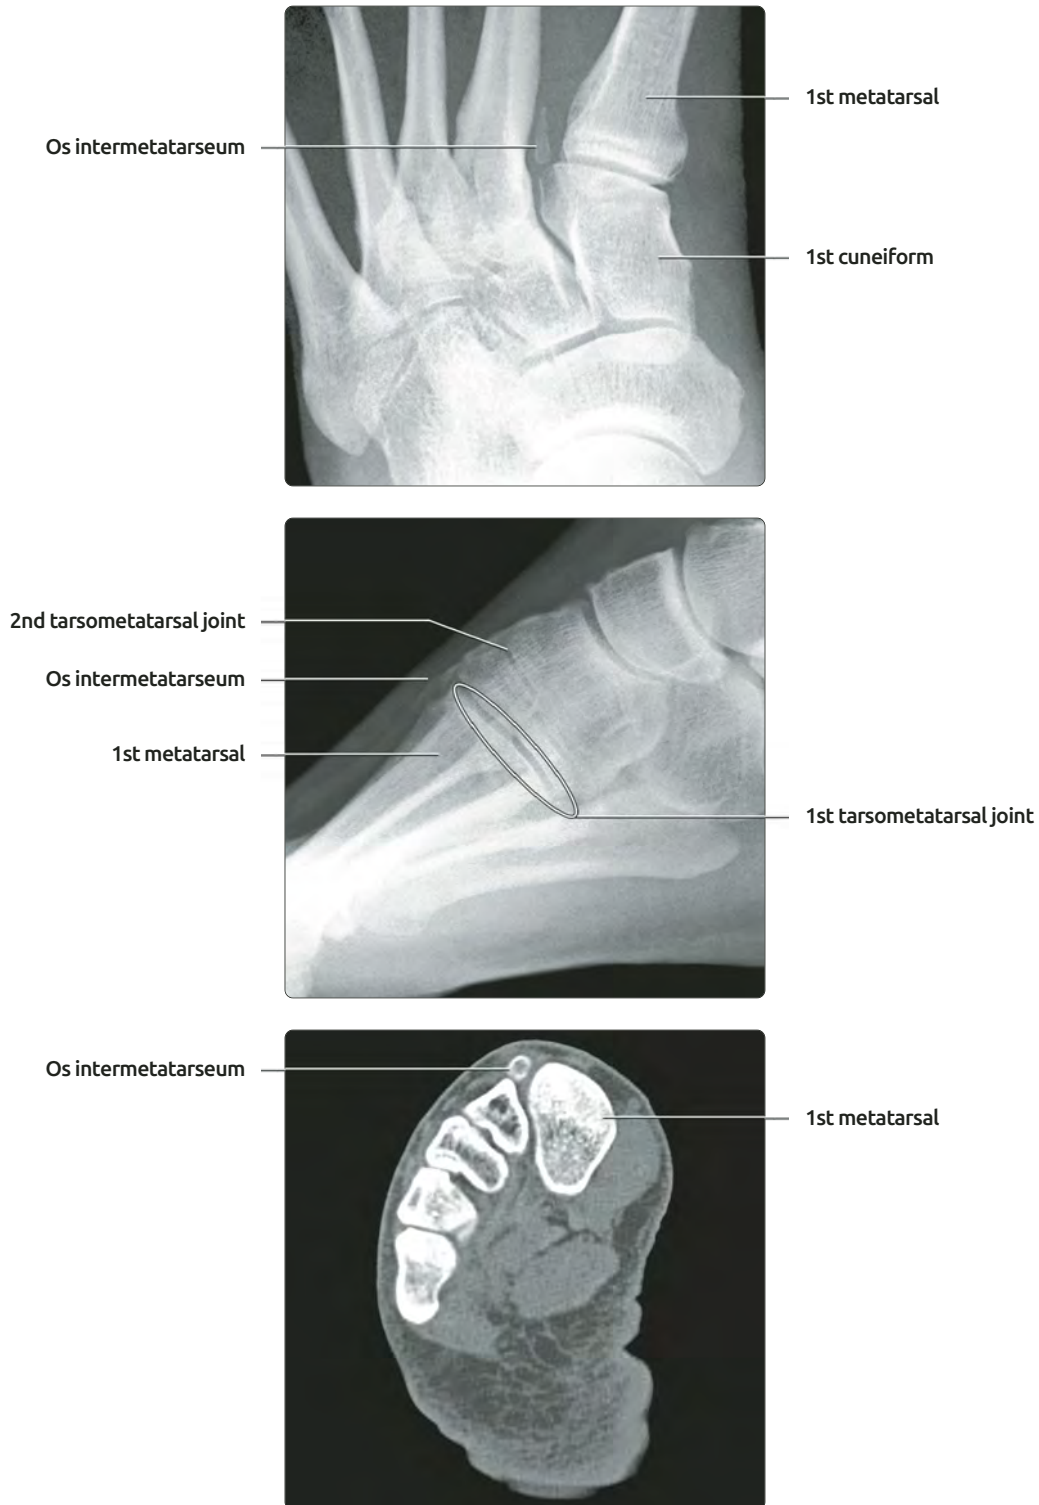 1st metatarsal
Os intermetatarseum
1st cuneiform
2nd tarsometatarsal joint
Os intermetatarseum
1st metatarsal
1st tarsometatarsal joint
Os intermetatarseum
1st metatarsal